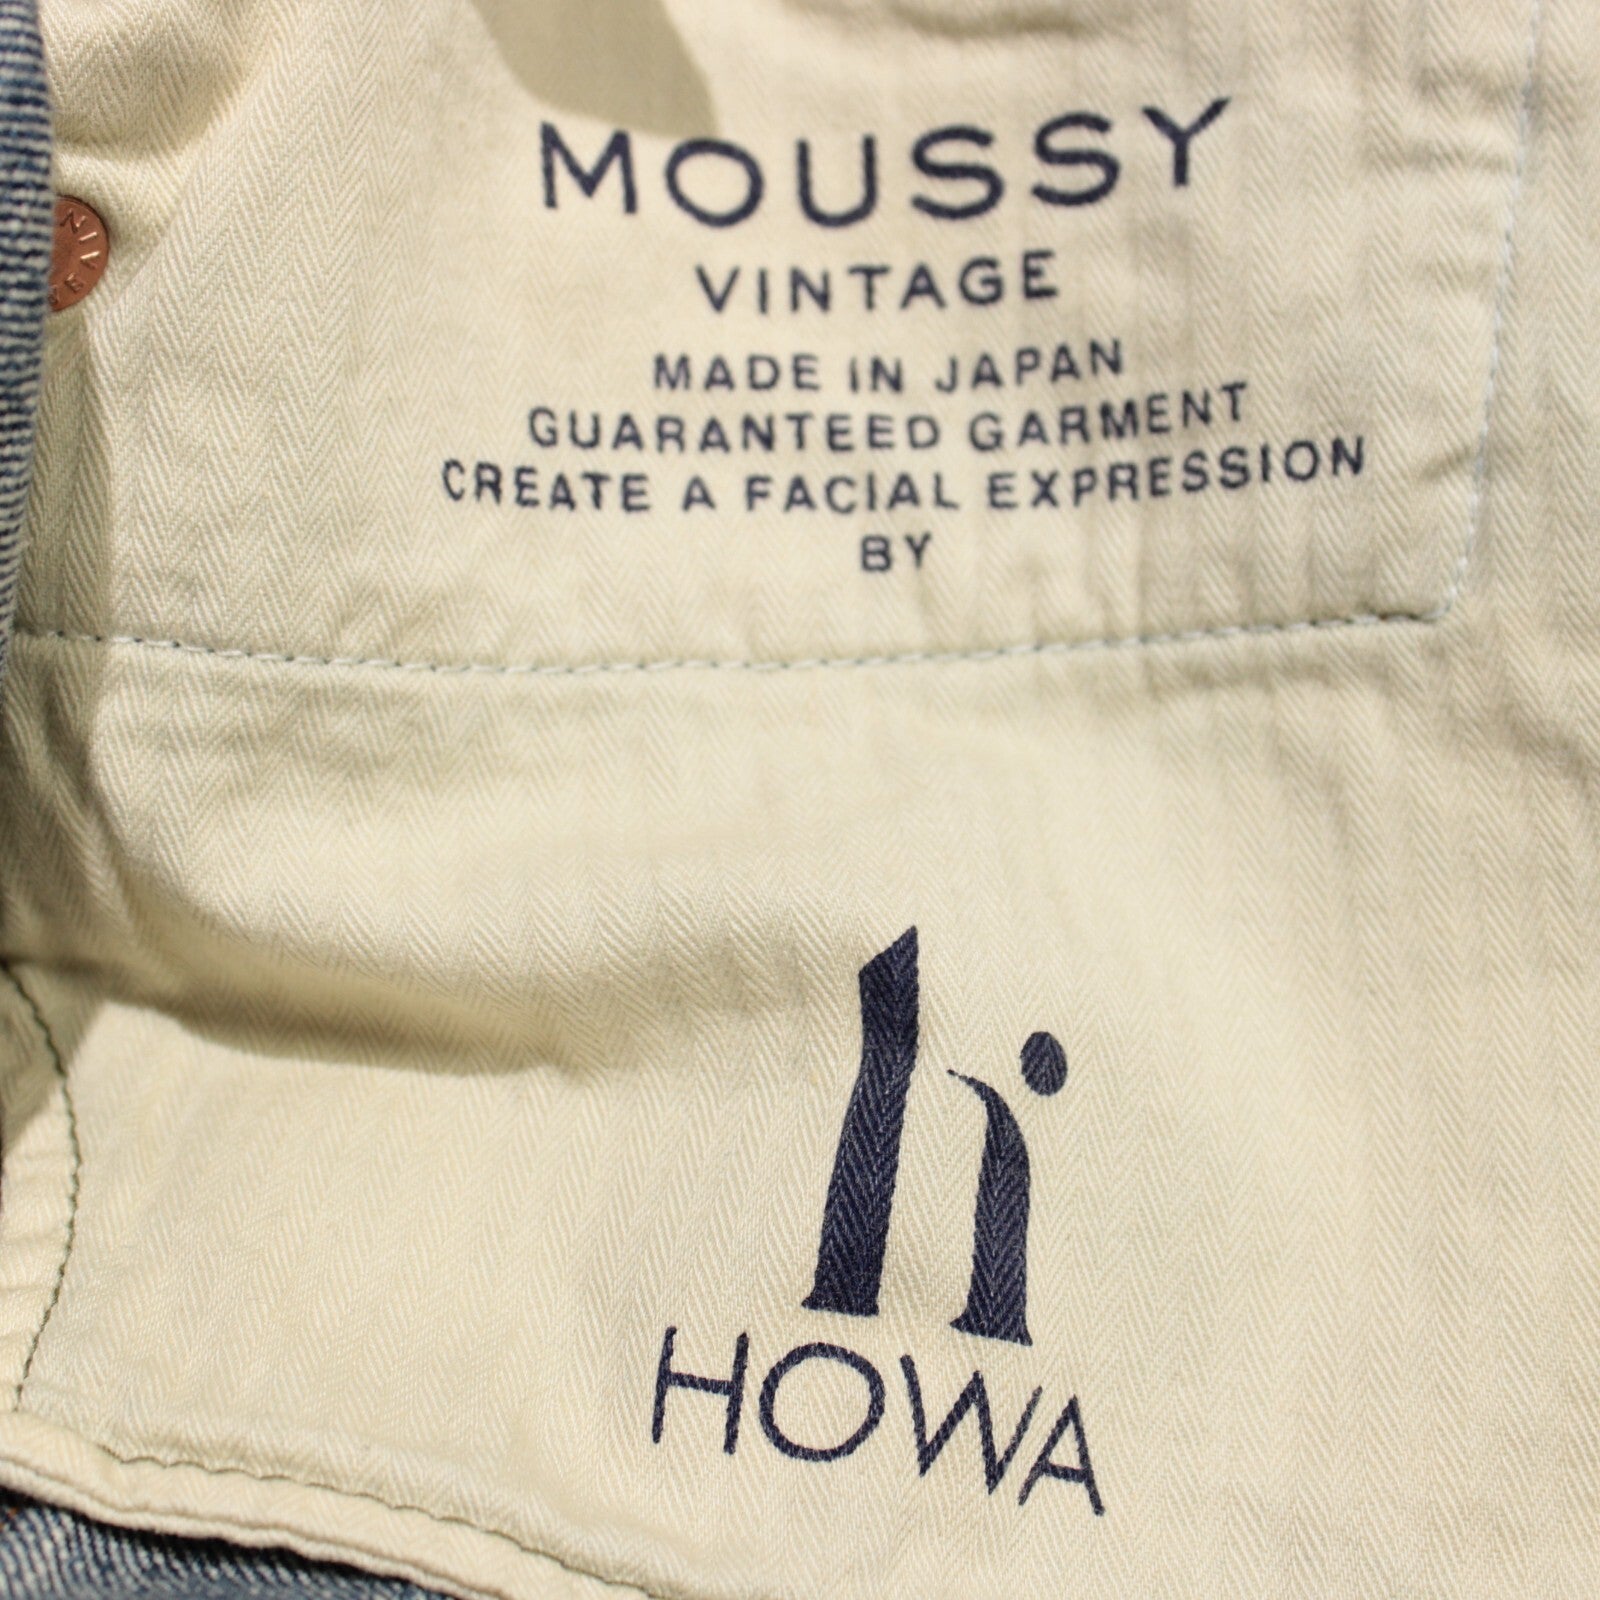 MOUSSY
VINTAGE
MADE IN JAPAN
GUARANTEED GARMENT
CREATE A FACIAL EXPRESSION
BY
h
HOWA